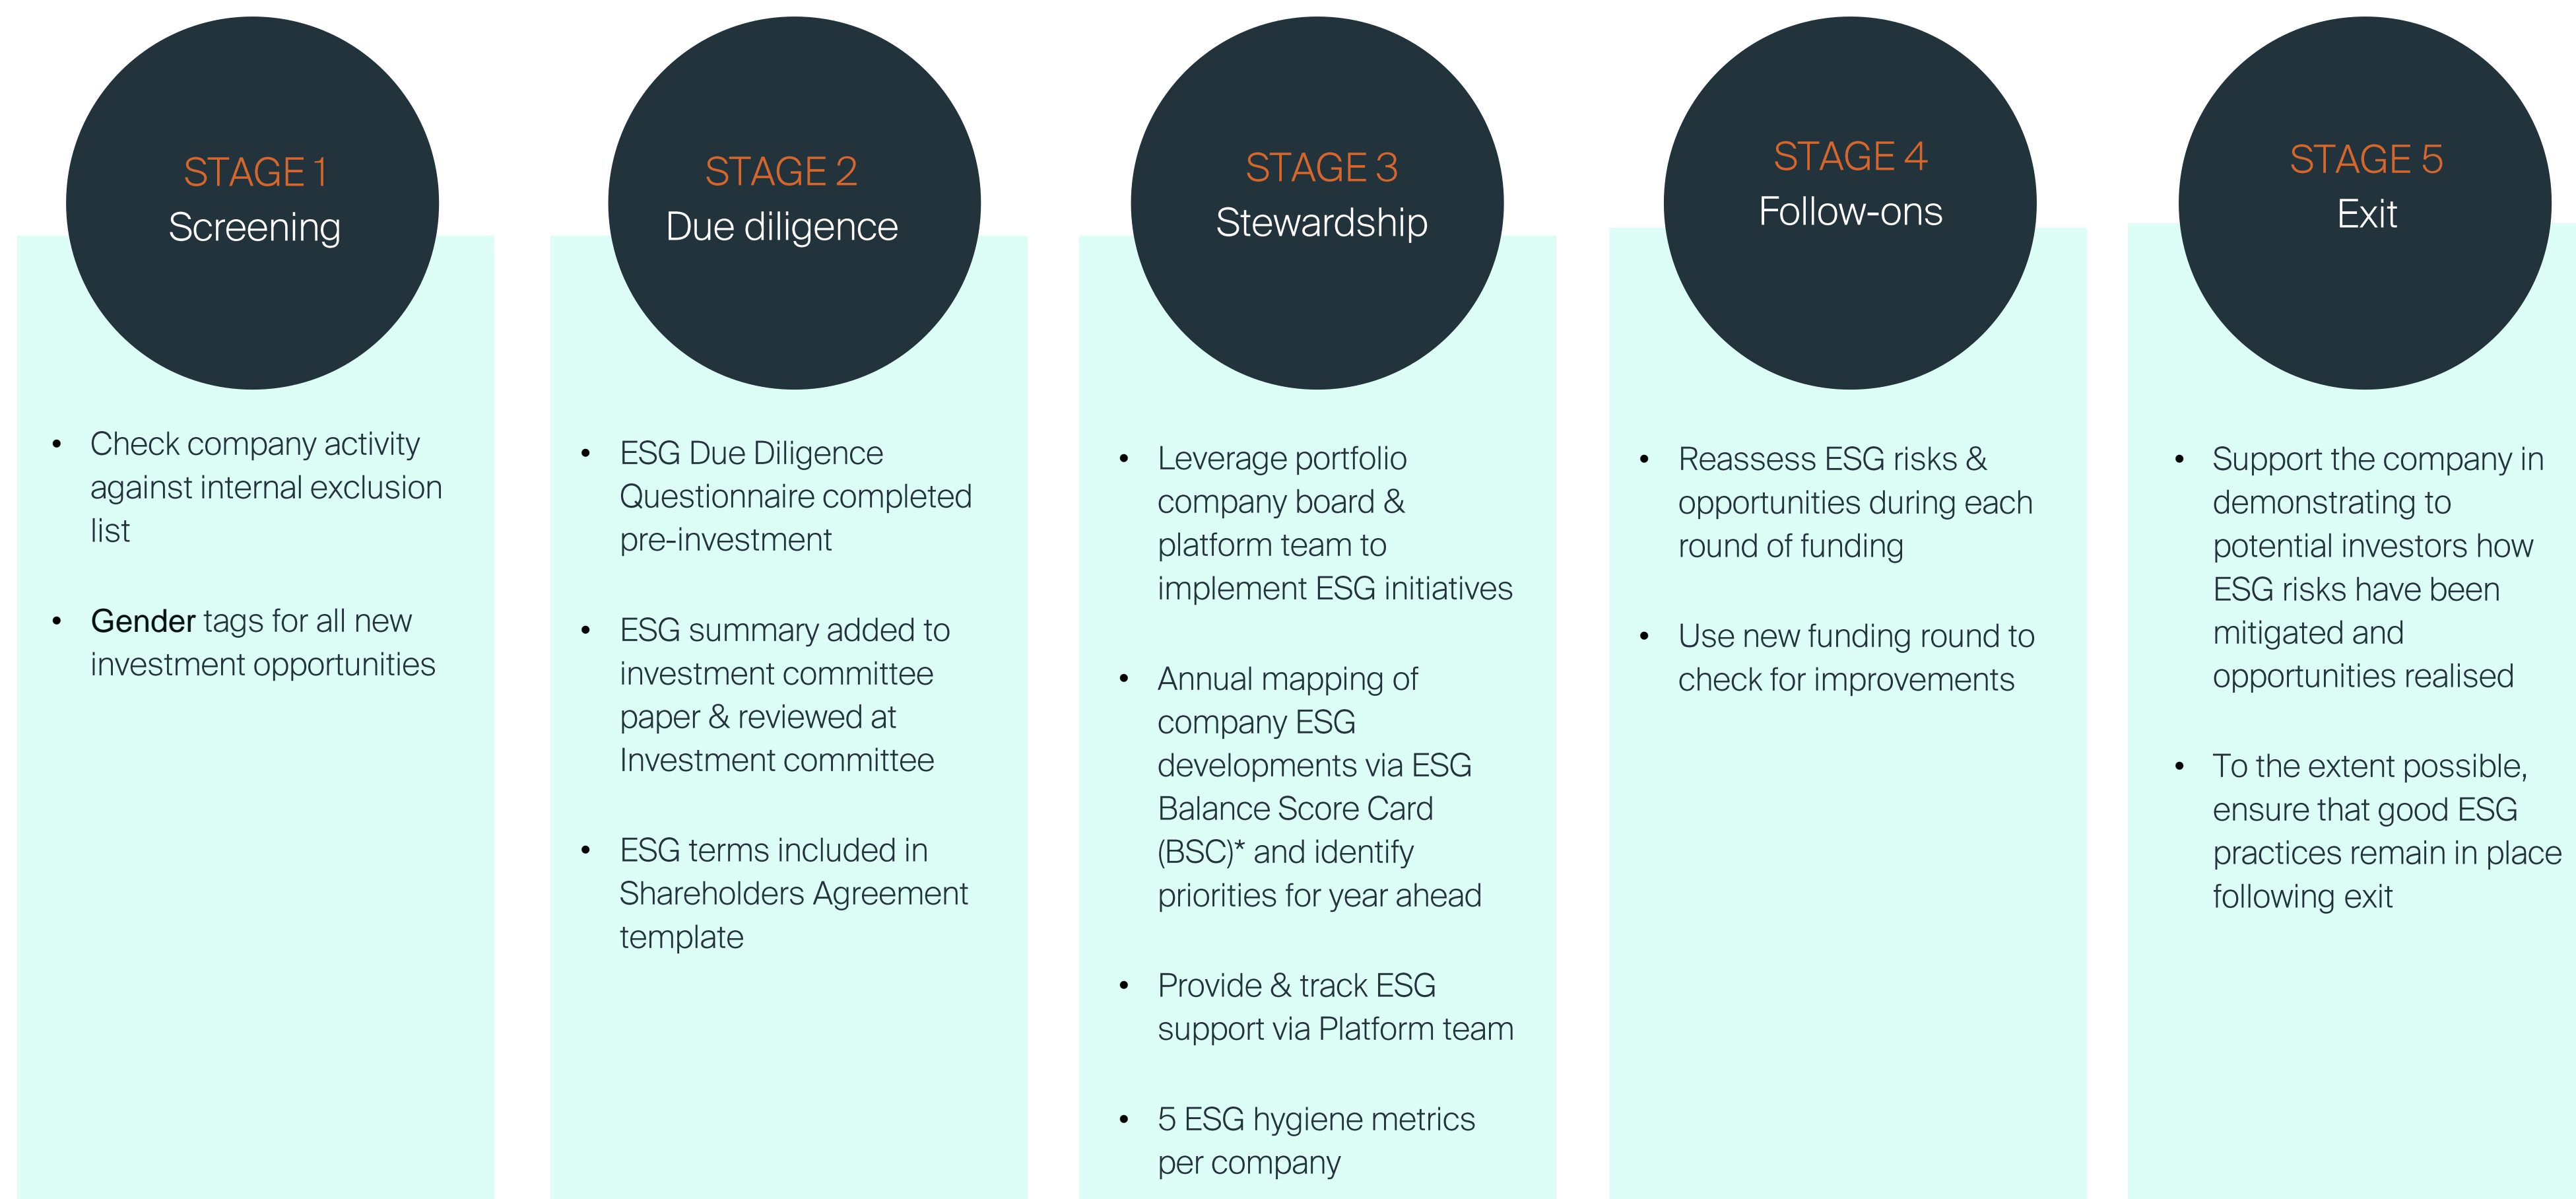 STAGE 1
Screening
• Check company activity
against internal exclusion
list
• Gender tags for all new
investment opportunities
STAGE 2
Due diligence
• ESG Due Diligence
Questionnaire completed
pre-investment
• ESG summary added to
investment committee
paper & reviewed at
Investment committee
• ESG terms included in
Shareholders Agreement
template
STAGE 3
Stewardship
• Leverage portfolio
company board &
platform team to
implement ESG initiatives
• Annual mapping of
company ESG
developments via ESG
Balance Score Card
(BSC)* and identify
priorities for year ahead
• Provide & track ESG
support via Platform team
• 5 ESG hygiene metrics
per company
STAGE 4
Follow-ons
• Reassess ESG risks &
opportunities during each
round of funding
• Use new funding round to
check for improvements
STAGE 5
Exit
• Support the company in
demonstrating to
potential investors how
ESG risks have been
mitigated and
opportunities realised
• To the extent possible,
ensure that good ESG
practices remain in place
following exit